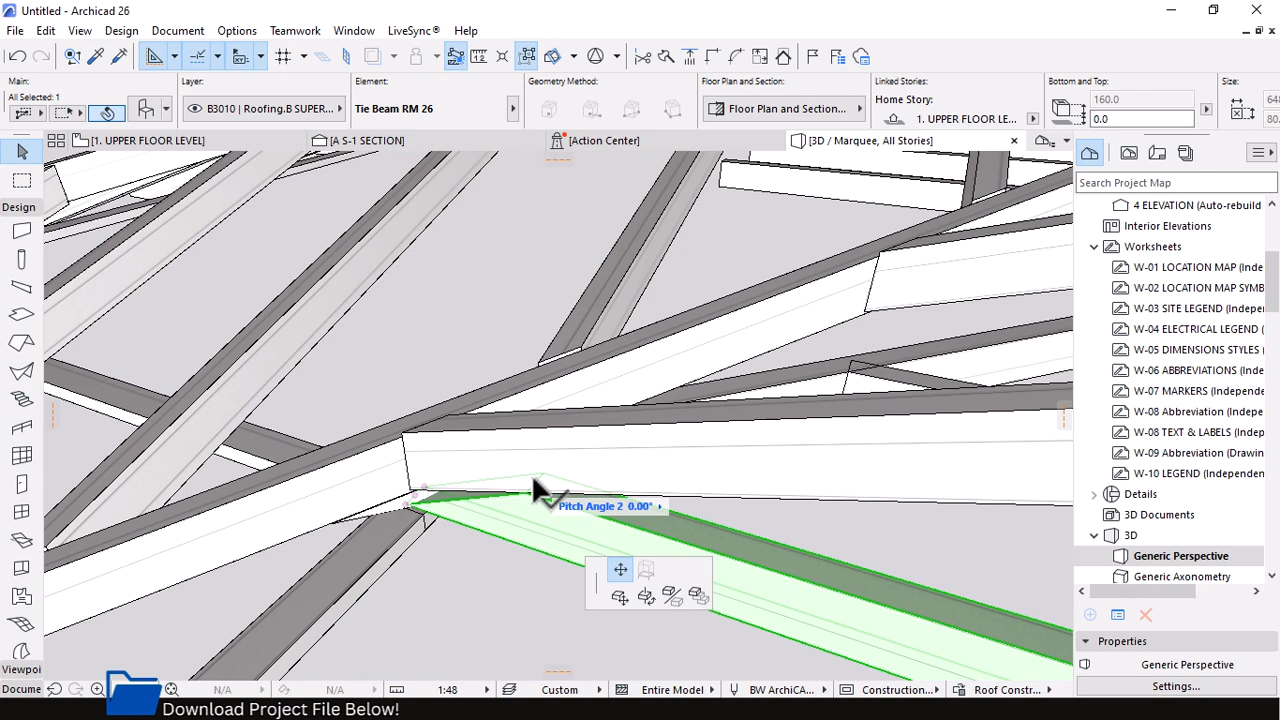 Untitled - Archicad 26
File Edit View Design Document Options Teamwork Window LiveSync® Help
Main: Layer: Element: Geometry Method: Floor Plan and Section: Linked Stories: Bottom and Top: Size:
All Selected: 1
B3010 | Roofing.B SUPER...
Tie Beam RM 26
Floor Plan and Section...
Home Story:
1. UPPER FLOOR LE...
160.0
0.0
[1. UPPER FLOOR LEVEL] [A S-1 SECTION] [Action Center] [3D / Marquee, All Stories]
Search Project Map
Design
4 ELEVATION (Auto-rebuild
Interior Elevations
Worksheets
W-01 LOCATION MAP (Inde
W-02 LOCATION MAP SYMB
W-03 SITE LEGEND (Indepen
W-04 ELECTRICAL LEGEND (
W-05 DIMENSIONS STYLES (
W-06 ABBREVIATIONS (Inde
W-07 MARKERS (Independen
W-08 Abbreviation (Indepe
W-08 TEXT & LABELS (Indep
W-09 Abbreviation (Drawin
W-10 LEGEND (Independen
Details
3D Documents
3D
Generic Perspective
Generic Axonometry
Pitch Angle 2 0.00°
Properties
Generic Perspective
Settings...
Viewpoi
Docume
N/A N/A 1:48 Custom Entire Model BW ArchiCA... Construction... Roof Constr...
Download Project File Below!